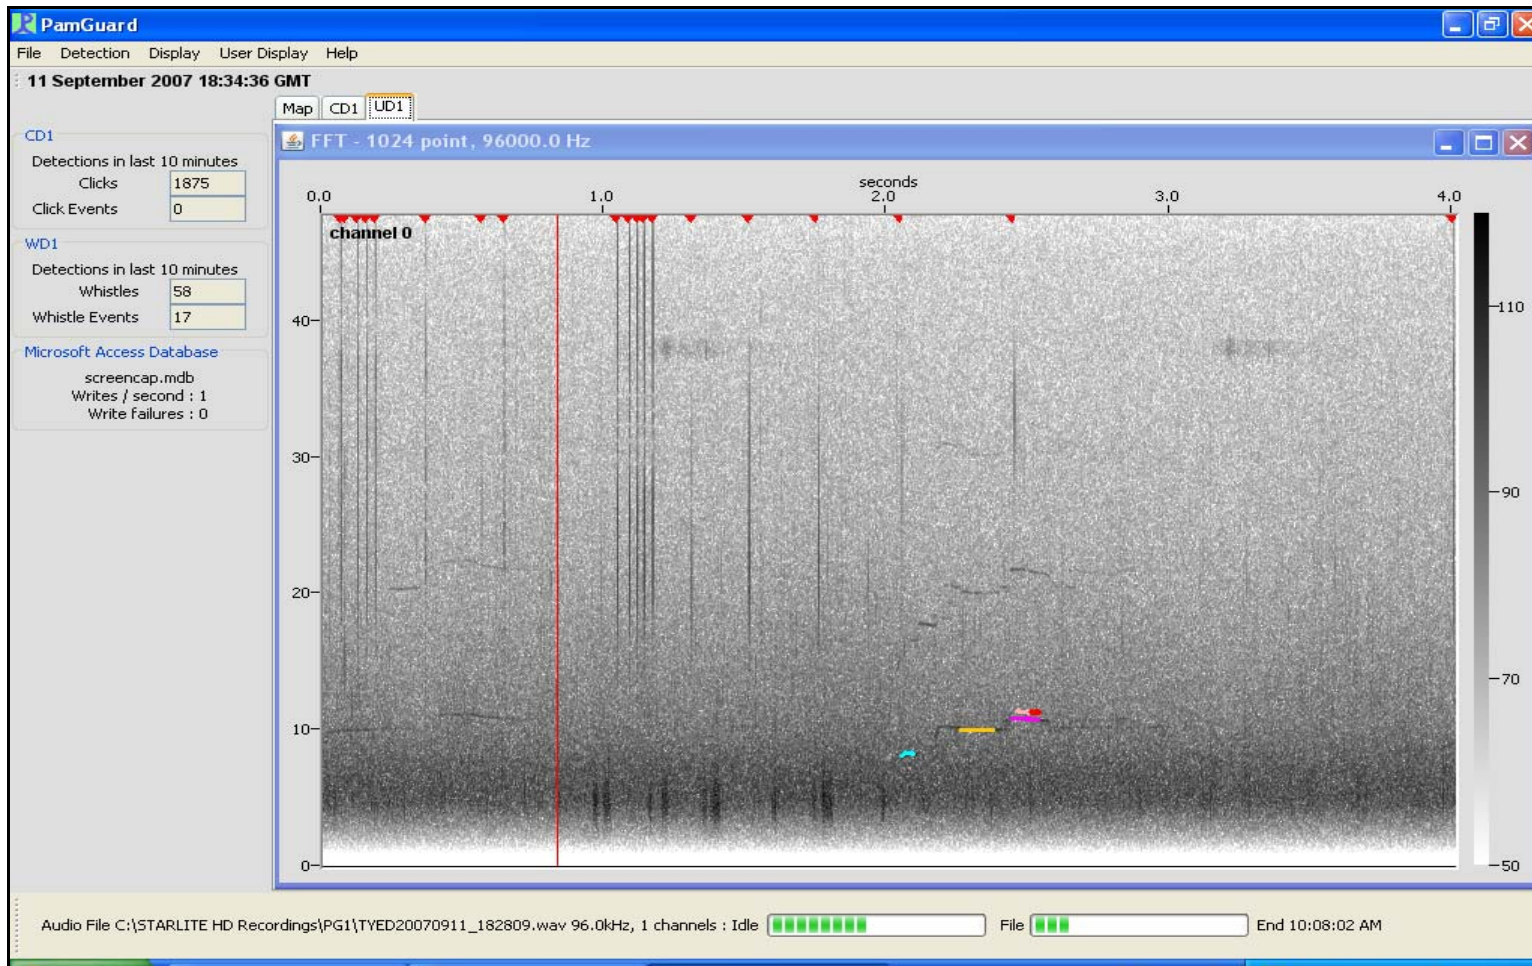 PamGuard
File Detection Display User Display Help
11 September 2007 18:34:36 GMT
Map CD1 UD1
CD1
Detections in last 10 minutes
Clicks 1875
Click Events 0
WD1
Detections in last 10 minutes
Whistles 58
Whistle Events 17
Microsoft Access Database
screencap.mdb
Writes / second : 1
Write failures : 0
FFT - 1024 point, 96000.0 Hz
seconds
0.0 1.0 2.0 3.0 4.0
channel 0
40
30
20
10
0
110
90
70
50
Audio File C:\STARLITE HD Recordings\PG1\TYED20070911_182809.wav 96.0kHz, 1 channels : Idle File End 10:08:02 AM